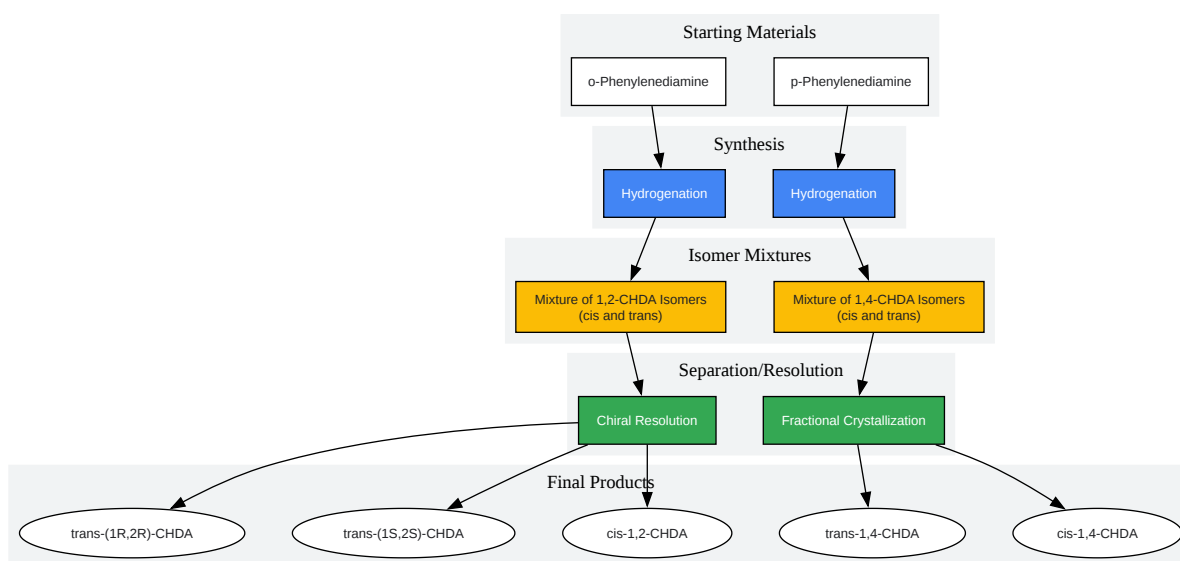 Starting Materials
o-Phenylenediamine
p-Phenylenediamine
Synthesis
Hydrogenation
Hydrogenation
Isomer Mixtures
Mixture of 1,2-CHDA Isomers
(cis and trans)
Mixture of 1,4-CHDA Isomers
(cis and trans)
Separation/Resolution
Chiral Resolution
Fractional Crystallization
Final Products
trans-(1R,2R)-CHDA
trans-(1S,2S)-CHDA
cis-1,2-CHDA
trans-1,4-CHDA
cis-1,4-CHDA